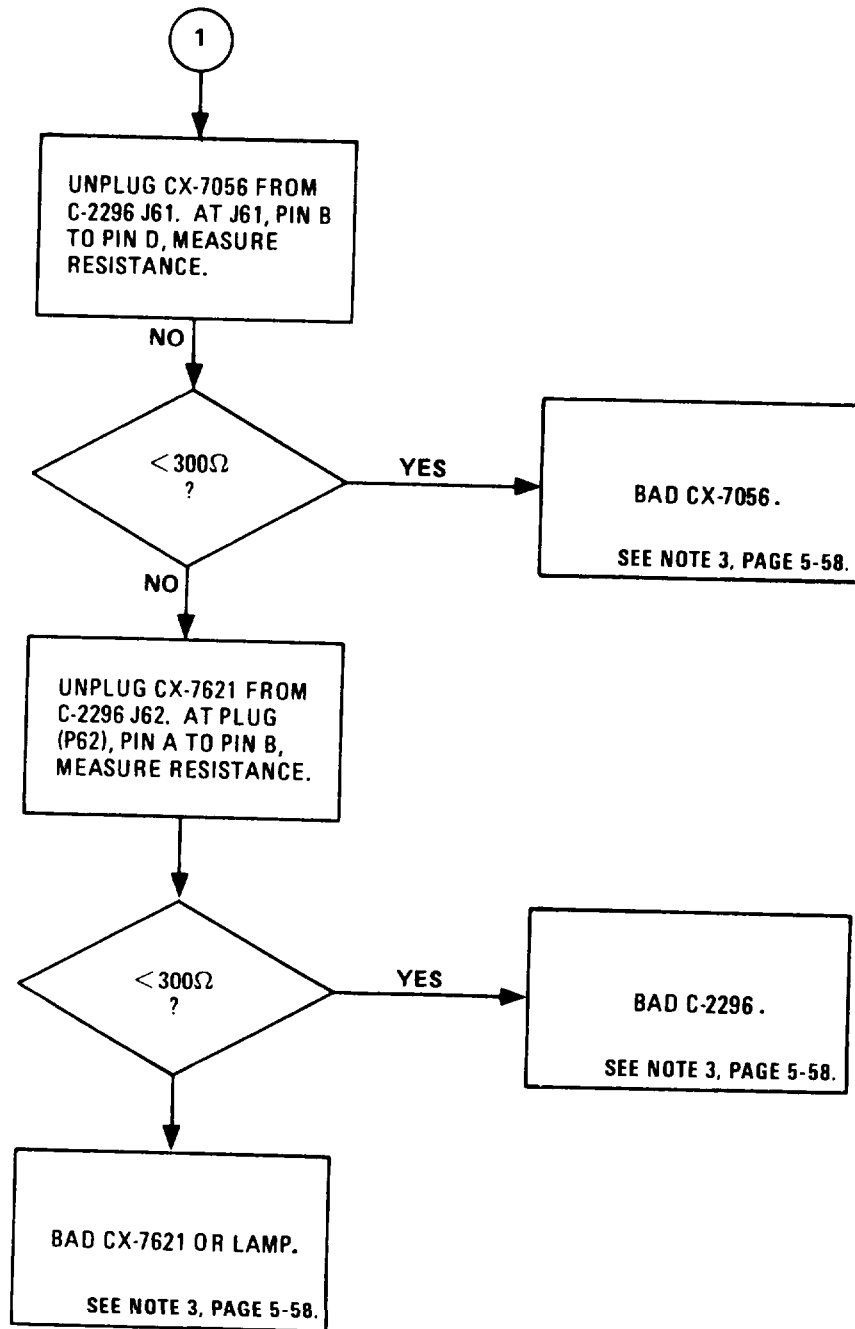 1
UNPLUG CX-7056 FROM
C-2296 J61. AT J61, PIN B
TO PIN D, MEASURE
RESISTANCE.
NO
<300Ω
?
YES
BAD CX-7056.
SEE NOTE 3, PAGE 5-58.
NO
UNPLUG CX-7621 FROM
C-2296 J62. AT PLUG
(P62), PIN A TO PIN B,
MEASURE RESISTANCE.
<300Ω
?
YES
BAD C-2296.
SEE NOTE 3, PAGE 5-58.
BAD CX-7621 OR LAMP.
SEE NOTE 3, PAGE 5-58.